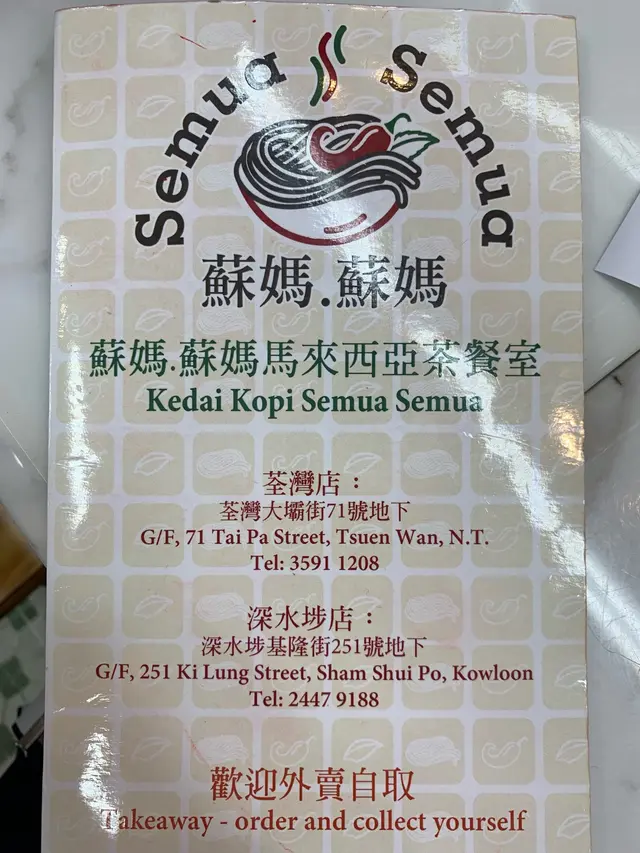 Semua Semua
蘇媽.蘇媽
蘇媽.蘇媽馬來西亞茶餐室
Kedai Kopi Semua Semua
荃灣店：
荃灣大壩街71號地下
G/F, 71 Tai Pa Street, Tsuen Wan, N.T.
Tel: 3591 1208
深水埗店：
深水埗基隆街251號地下
G/F, 251 Ki Lung Street, Sham Shui Po, Kowloon
Tel: 2447 9188
歡迎外賣自取
Takeaway - order and collect yourself